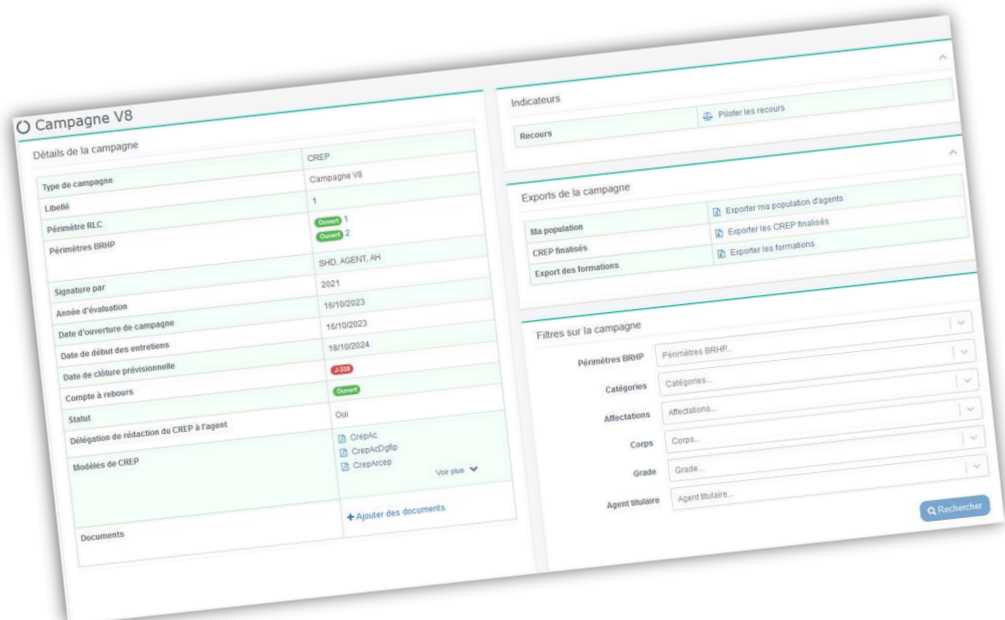 Campagne V8
Détails de la campagne
Type de campagne CREP
Libellé Campagne V8
Périmètre RLC 1
Périmètres BRHP Ouvert 1
Ouvert 2
Signature par SHD, AGENT, AH
Année d'évaluation 2021
Date d'ouverture de campagne 16/10/2023
Date de début des entretiens 16/10/2023
Date de clôture prévisionnelle 18/10/2024
Compte à rebours
Statut Ouvert
Délégation de rédaction du CREP à l'agent Oui
Modèles de CREP CrepAc
CrepAcDgfip
CrepArcep
Voir plus
Documents + Ajouter des documents
Indicateurs
Recours Piloter les recours
Exports de la campagne
Ma population Exporter ma population d'agents
CREP finalisés Exporter les CREP finalisés
Export des formations Exporter les formations
Filtres sur la campagne
Périmètres BRHP Périmètres BRHP...
Catégories Catégories...
Affectations Affectations...
Corps Corps...
Grade Grade...
Agent titulaire Agent titulaire...
Rechercher